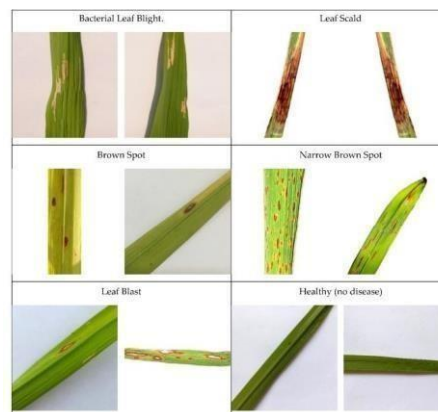 Bacterial Leaf Blight.
Leaf Scald
Brown Spot
Narrow Brown Spot
Leaf Blast
Healthy (no disease)